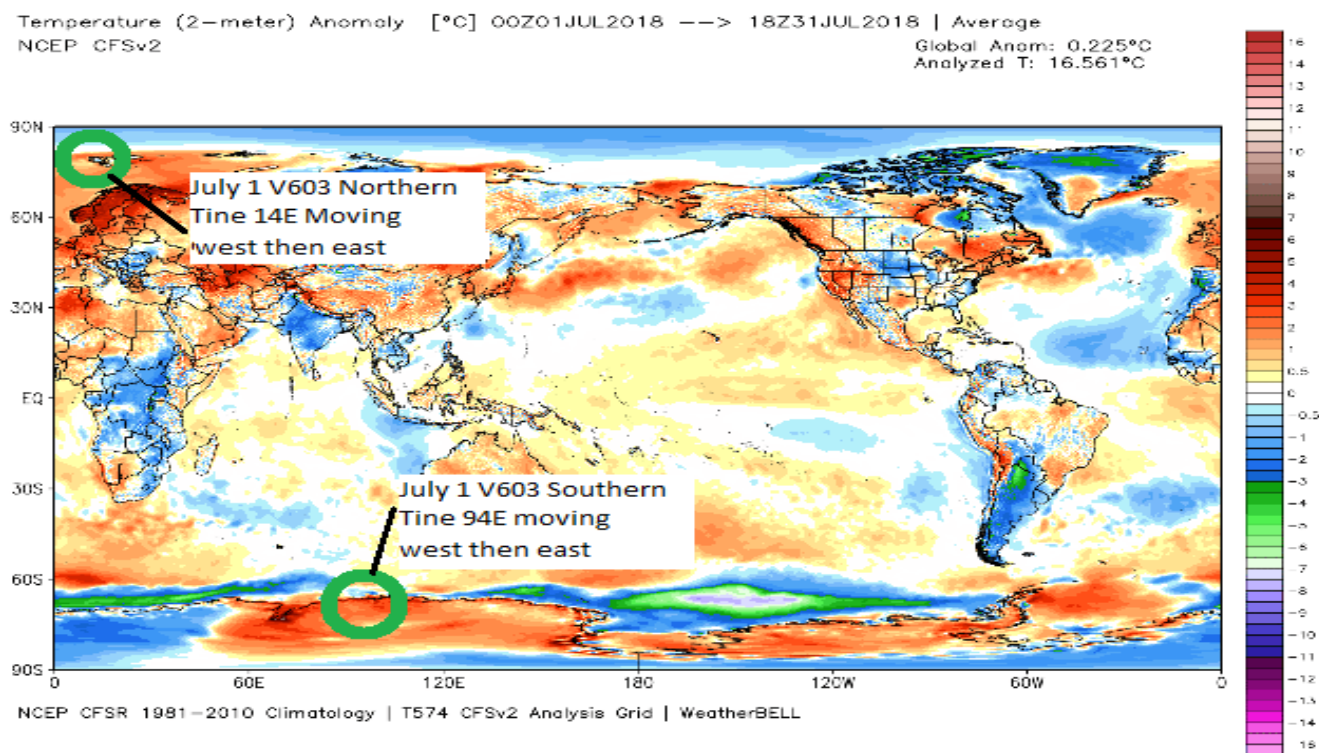 Temperature (2-meter) Anomaly [°C] 00Z01JUL2018 --> 18Z31JUL2018 | Average
NCEP CFSv2
Global Anom: 0.225°C
Analyzed T: 16.561°C
90N
60N
30N
EQ
30S
60S
90S
July 1 V603 Northern
Tine 14E Moving
west then east
July 1 V603 Southern
Tine 94E moving
west then east
0
60E
120E
180
120W
60W
0
16
14
13
12
11
10
9
8
7
6
5
4
3
2
1
0.5
0
-0.5
-1
-2
-3
-4
-5
-6
-7
-8
-9
-10
-11
-12
-13
-14
-15
-16
NCEP CFSR 1981-2010 Climatology | T574 CFSv2 Analysis Grid | WeatherBELL